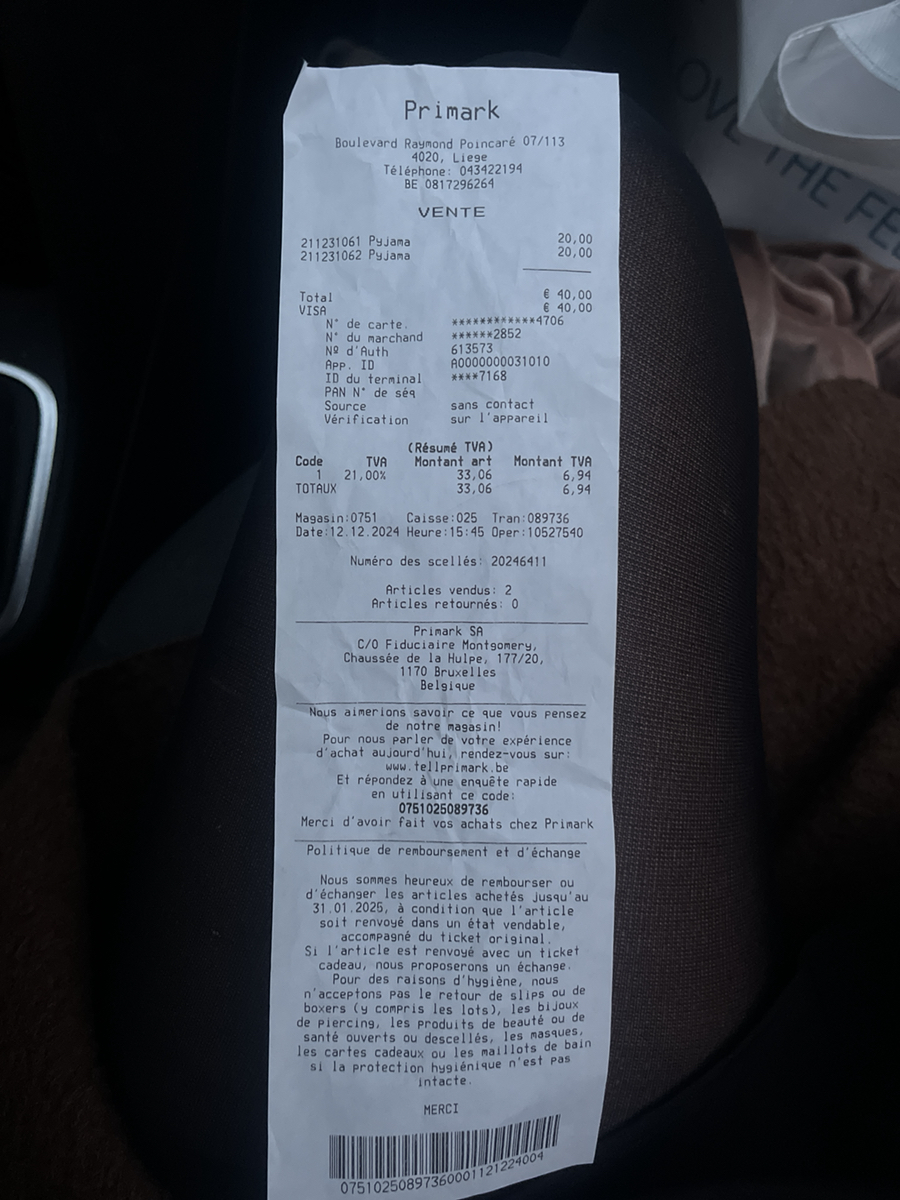 Primark
Boulevard Raymond Poincaré 07/113
4020, Liege
Téléphone: 043422194
BE 0817296264
VENTE
211231061 Pyjama 20,00
211231062 Pyjama 20,00
Total € 40,00
VISA € 40,00
N° de carte. ************4706
N° du marchand ******2852
Nº d'Auth 613573
App. ID A0000000031010
ID du terminal ****7168
PAN N° de séq
Source sans contact
Vérification sur l'appareil
(Résumé TVA)
Code TVA Montant art Montant TVA
1 21,00% 33,06 6,94
TOTAUX 33,06 6,94
Magasin:0751 Caisse:025 Tran:089736
Date:12.12.2024 Heure:15:45 Oper:10527540
Numéro des scellés: 20246411
Articles vendus: 2
Articles retournés: 0
Primark SA
C/O Fiduciaire Montgomery,
Chaussée de la Hulpe, 177/20,
1170 Bruxelles
Belgique
Nous aimerions savoir ce que vous pensez
de notre magasin!
Pour nous parler de votre expérience
d'achat aujourd'hui, rendez-vous sur:
www.tellprimark.be
Et répondez à une enquête rapide
en utilisant ce code:
0751025089736
Merci d'avoir fait vos achats chez Primark
Politique de remboursement et d'échange
Nous sommes heureux de rembourser ou
d'échanger les articles achetés jusqu'au
31.01.2025, à condition que l'article
soit renvoyé dans un état vendable,
accompagné du ticket original.
Si l'article est renvoyé avec un ticket
cadeau, nous proposerons un échange.
Pour des raisons d'hygiène, nous
n'acceptons pas le retour de slips ou de
boxers (y compris les lots), les bijoux
de piercing, les produits de beauté ou de
santé ouverts ou descellés, les masques,
les cartes cadeaux ou les maillots de bain
si la protection hygiénique n'est pas
intacte.
MERCI
07510250897360001121224004
THE